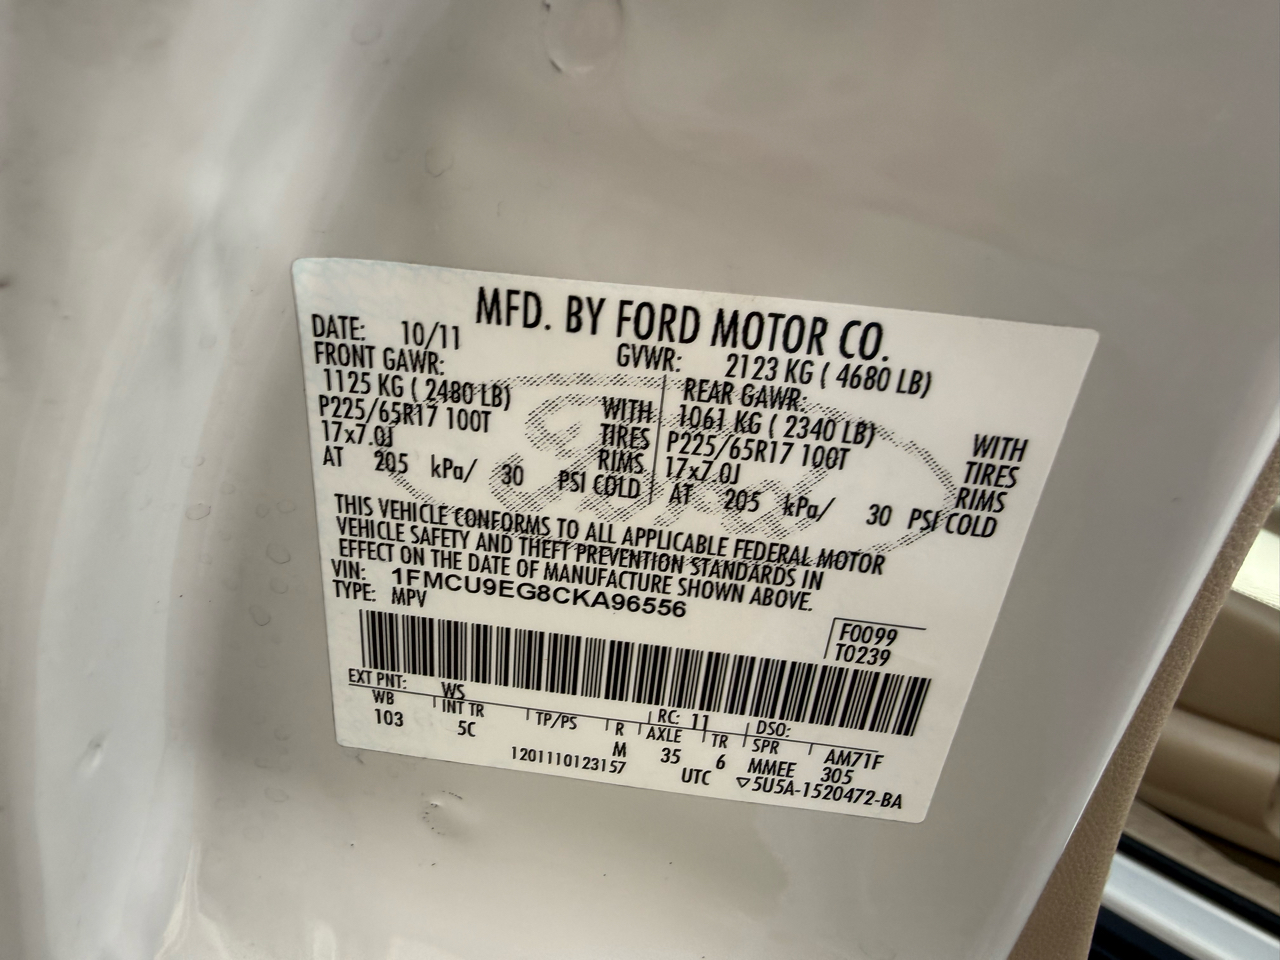 MFD. BY FORD MOTOR CO.
DATE: 10/11 GVWR: 2123 KG ( 4680 LB)
FRONT GAWR: REAR GAWR:
1125 KG ( 2480 LB) WITH 1061 KG ( 2340 LB) WITH
P225/65R17 100T TIRES P225/65R17 100T TIRES
17x7.0J RIMS 17x7.0J RIMS
AT 205 kPa/ 30 PSI COLD AT 205 kPa/ 30 PSI COLD
THIS VEHICLE CONFORMS TO ALL APPLICABLE FEDERAL MOTOR
VEHICLE SAFETY AND THEFT PREVENTION STANDARDS IN
EFFECT ON THE DATE OF MANUFACTURE SHOWN ABOVE.
VIN: 1FMCU9EG8CKA96556
TYPE: MPV
F0099
T0239
EXT PNT: WS RC: 11 DSO:
WB INT TR TP/PS R AXLE TR SPR AM71F
103 5C M 35 6 MMEE 305
1201110123157 UTC ▽5U5A-1520472-BA